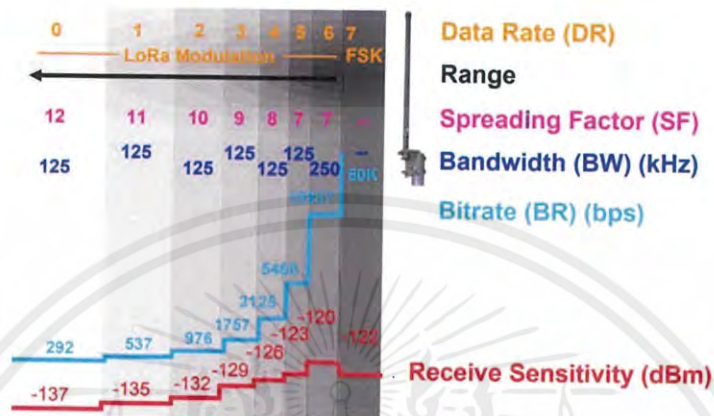 0 1 2 3 4 5 6 7
LoRa Modulation FSK
Data Rate (DR)
Range
12 11 10 9 8 7 7 --
Spreading Factor (SF)
125 125 125 125 125 125 250 --
Bandwidth (BW) (kHz)
Bitrate (BR) (bps)
292 537 976 1757 3125 5468
-137 -135 -132 -129 -126 -123 -120 -122
Receive Sensitivity (dBm)